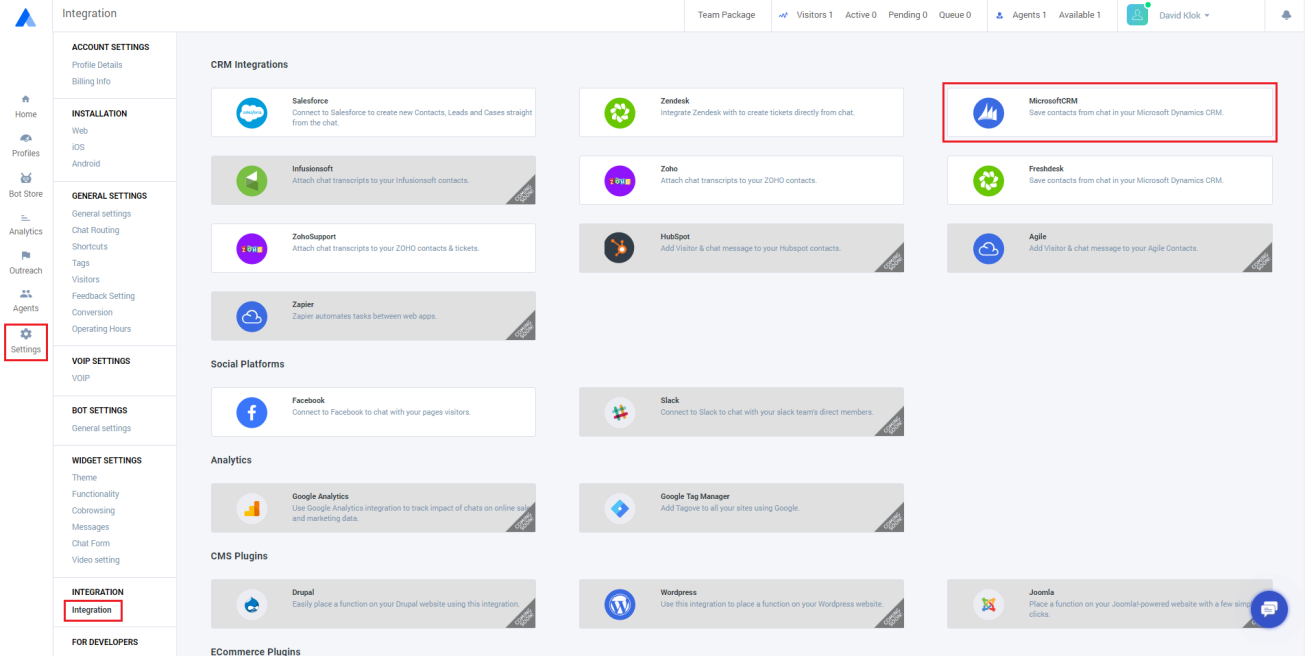 Integration
Team Package
Visitors 1 Active 0 Pending 0 Queue 0
Agents 1 Available 1
David Klok
Home
Profiles
Bot Store
Analytics
Outreach
Agents
Settings
ACCOUNT SETTINGS
Profile Details
Billing Info
INSTALLATION
Web
iOS
Android
GENERAL SETTINGS
General settings
Chat Routing
Shortcuts
Tags
Visitors
Feedback Setting
Conversion
Operating Hours
VOIP SETTINGS
VOIP
BOT SETTINGS
General settings
WIDGET SETTINGS
Theme
Functionality
Cobrowsing
Messages
Chat Form
Video setting
INTEGRATION
Integration
FOR DEVELOPERS
CRM Integrations
Salesforce
Connect to Salesforce to create new Contacts, Leads and Cases straight
from the chat.
Zendesk
Integrate Zendesk with to create tickets directly from chat.
MicrosoftCRM
Save contacts from chat in your Microsoft Dynamics CRM.
Infusionsoft
Attach chat transcripts to your Infusionsoft contacts.
COMING SOON!
Zoho
Attach chat transcripts to your ZOHO contacts.
Freshdesk
Save contacts from chat in your Microsoft Dynamics CRM.
ZohoSupport
Attach chat transcripts to your ZOHO contacts & tickets.
HubSpot
Add Visitor & chat message to your Hubspot contacts.
COMING SOON!
Agile
Add Visitor & chat message to your Agile Contacts.
COMING SOON!
Zapier
Zapier automates tasks between web apps.
COMING SOON!
Social Platforms
Facebook
Connect to Facebook to chat with your pages visitors.
Slack
Connect to Slack to chat with your slack team's direct members.
COMING SOON!
Analytics
Google Analytics
Use Google Analytics integration to track impact of chats on online sale
and marketing data.
COMING SOON!
Google Tag Manager
Add Tagove to all your sites using Google.
COMING SOON!
CMS Plugins
Drupal
Easily place a function on your Drupal website using this integration.
COMING SOON!
Wordpress
Use this integration to place a function on your Wordpress website.
COMING SOON!
Joomla
Place a function on your Joomla-powered website with a few
clicks.
ECommerce Plugins